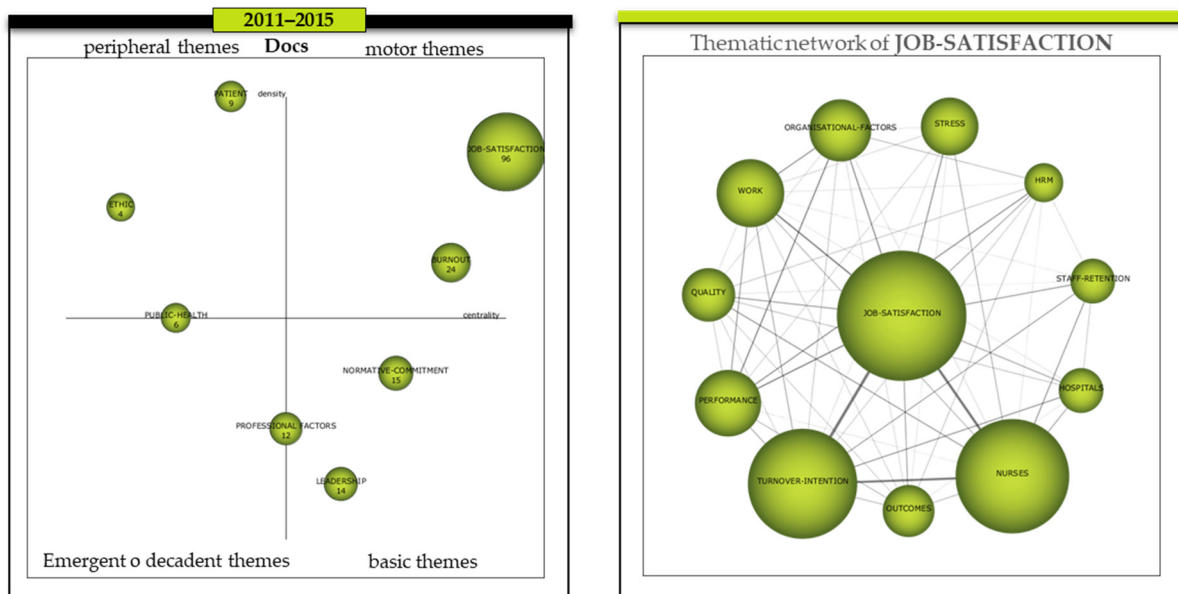 2011–2015
peripheral themes Docs motor themes
PATIENT
9
density
JOB-SATISFACTION
96
ETHIC
4
BURNOUT
24
PUBLIC-HEALTH
6
centrality
NORMATIVE-COMMITMENT
15
PROFESSIONAL FACTORS
12
LEADERSHIP
14
Emergent o decadent themes basic themes
Thematic network of JOB-SATISFACTION
ORGANISATIONAL-FACTORS
STRESS
HRM
WORK
STAFF-RETENTION
QUALITY
JOB-SATISFACTION
HOSPITALS
PERFORMANCE
NURSES
TURNOVER-INTENTION
OUTCOMES